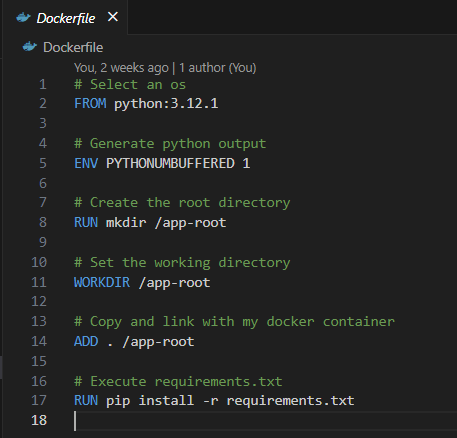 Dockerfile ×
Dockerfile
You, 2 weeks ago | 1 author (You)
1 # Select an os
2 FROM python:3.12.1
3
4 # Generate python output
5 ENV PYTHONUMBUFFERED 1
6
7 # Create the root directory
8 RUN mkdir /app-root
9
10 # Set the working directory
11 WORKDIR /app-root
12
13 # Copy and link with my docker container
14 ADD . /app-root
15
16 # Execute requirements.txt
17 RUN pip install -r requirements.txt
18